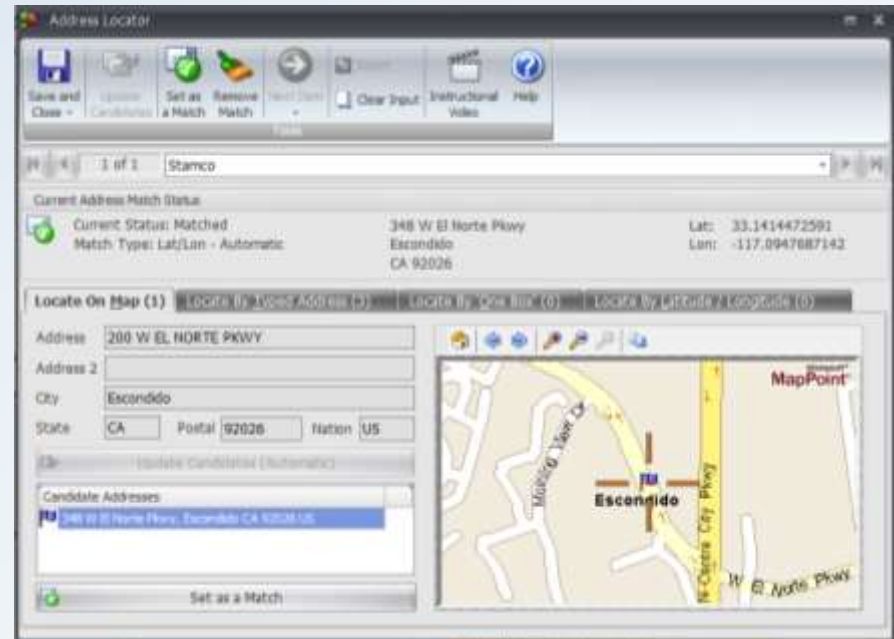 Address Locator
Save and Close
Update Candidates
Set as a Match
Remove Match
Next Item
Clear Input
Instructional Video
Help
Tools
1 of 1
Stamco
Current Address Match Status
Current Status: Matched
Match Type: Lat/Lon - Automatic
348 W El Norte Pkwy
Escondido
CA 92026
Lat: 33.1414472591
Lon: -117.0947687142
Locate On Map (1)
Locate By Typed Address (3)
Locate By 'One Box' (0)
Locate By Latitude / Longitude (0)
Address 200 W EL NORTE PKWY
Address 2
City Escondido
State CA Postal 92026 Nation US
Update Candidates (Automatic)
Candidate Addresses
348 W El Norte Pkwy, Escondido CA 92026 US
Set as a Match
MapPoint
Morning View Dr
Escondido
N Centre City Pkwy
W El Norte Pkwy